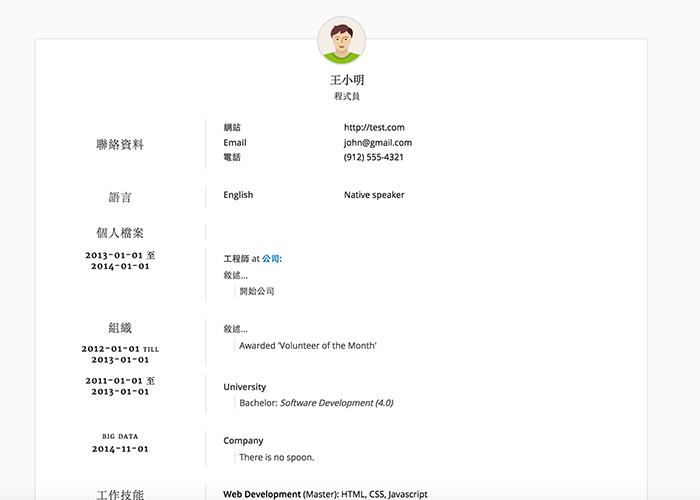 王小明
程式員
聯絡資料
網站 http://test.com
Email john@gmail.com
電話 (912) 555-4321
語言
English Native speaker
個人檔案
2013-01-01 至
2014-01-01
工程師 at 公司:
敘述...
開始公司
組織
2012-01-01 TILL
2013-01-01
敘述...
Awarded 'Volunteer of the Month'
2011-01-01 至
2013-01-01
University
Bachelor: Software Development (4.0)
BIG DATA
2014-11-01
Company
There is no spoon.
工作技能
Web Development (Master): HTML, CSS, Javascript